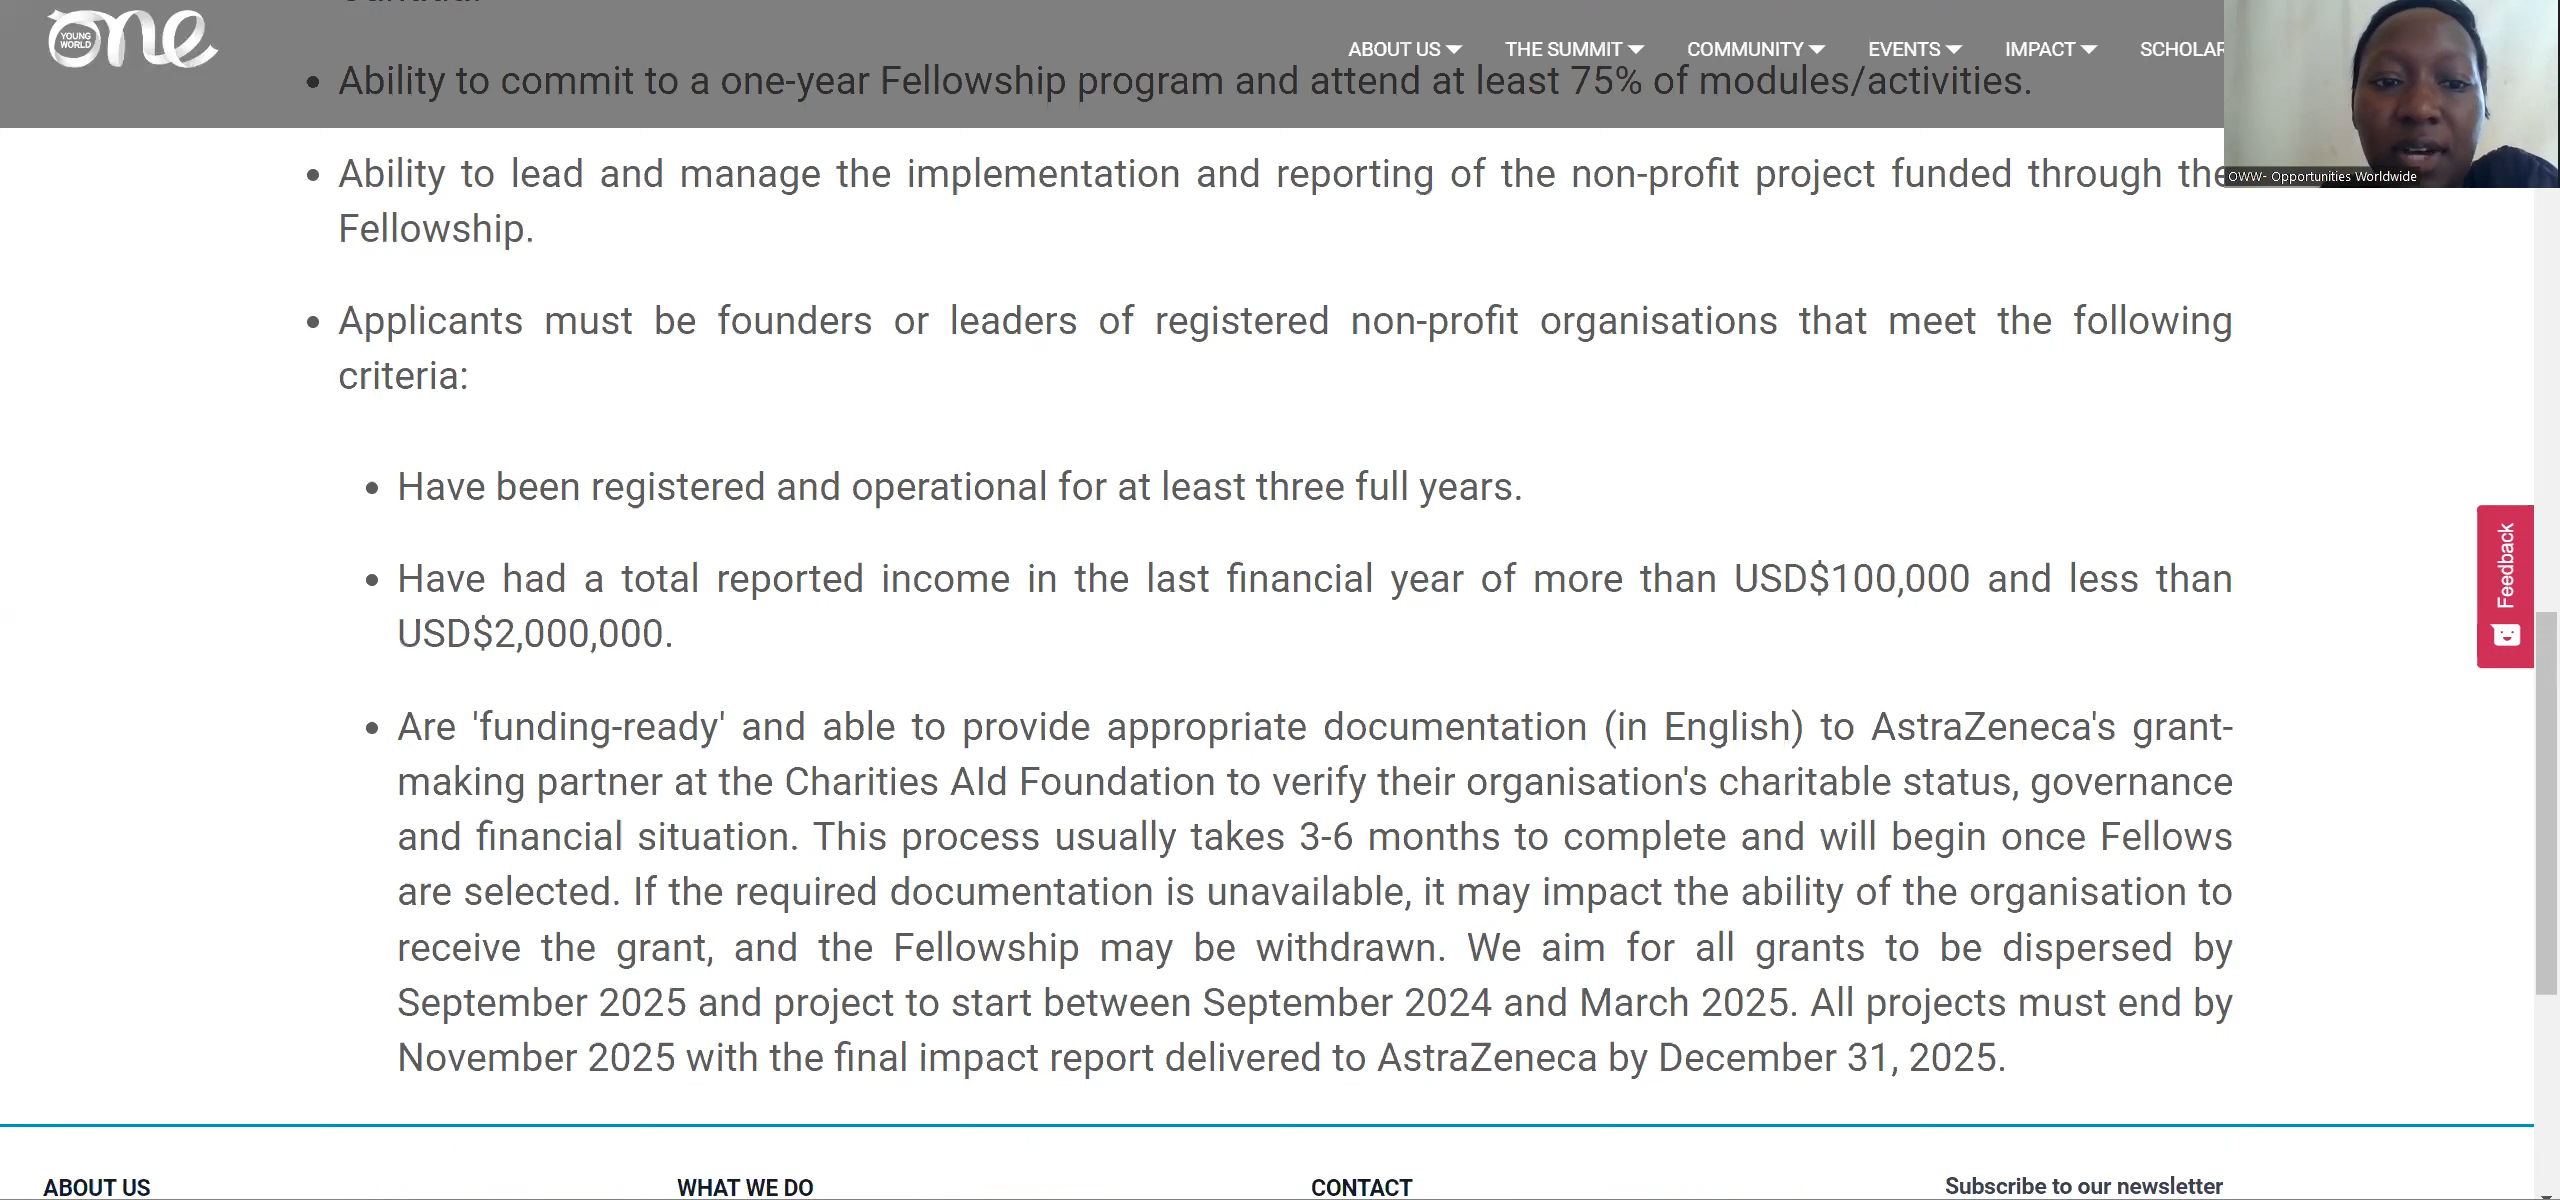 one
YOUNG
WORLD
ABOUT US
THE SUMMIT
COMMUNITY
EVENTS
IMPACT
SCHOLAR
Ability to commit to a one-year Fellowship program and attend at least 75% of modules/activities.
Ability to lead and manage the implementation and reporting of the non-profit project funded through the
Fellowship.
OWW- Opportunities Worldwide
Applicants must be founders or leaders of registered non-profit organisations that meet the following
criteria:
Have been registered and operational for at least three full years.
Have had a total reported income in the last financial year of more than USD$100,000 and less than
USD$2,000,000.
Feedback
Are 'funding-ready' and able to provide appropriate documentation (in English) to AstraZeneca's grant-
making partner at the Charities AId Foundation to verify their organisation's charitable status, governance
and financial situation. This process usually takes 3-6 months to complete and will begin once Fellows
are selected. If the required documentation is unavailable, it may impact the ability of the organisation to
receive the grant, and the Fellowship may be withdrawn. We aim for all grants to be dispersed by
September 2025 and project to start between September 2024 and March 2025. All projects must end by
November 2025 with the final impact report delivered to AstraZeneca by December 31, 2025.
ABOUT US
WHAT WE DO
CONTACT
Subscribe to our newsletter